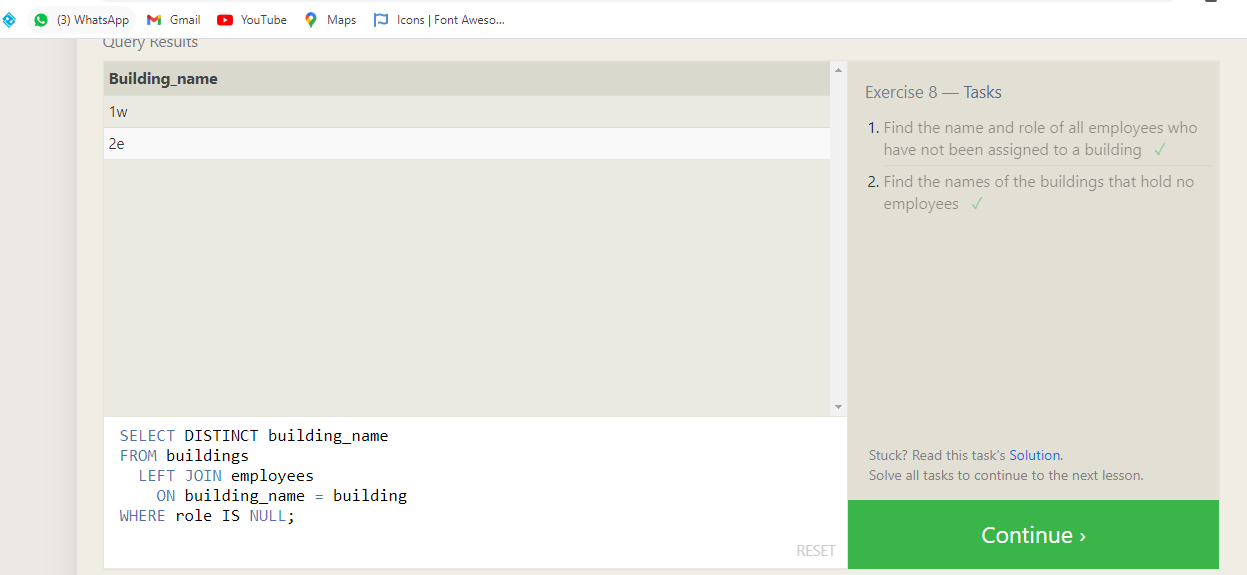 (3) WhatsApp Gmail YouTube Maps Icons | Font Aweso...
Query Results
Building_name
1w
2e
Exercise 8 — Tasks
1. Find the name and role of all employees who
have not been assigned to a building ✓
2. Find the names of the buildings that hold no
employees ✓
SELECT DISTINCT building_name
FROM buildings
LEFT JOIN employees
ON building_name = building
WHERE role IS NULL;
RESET
Stuck? Read this task's Solution.
Solve all tasks to continue to the next lesson.
Continue ›